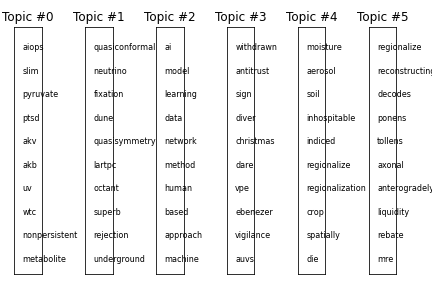 Topic #0 Topic #1 Topic #2 Topic #3 Topic #4 Topic #5
aiops quasiconformal ai withdrawn moisture regionalize
slim neutrino model antitrust aerosol reconstructing
pyruvate fixation learning sign soil decodes
ptsd dune data diver inhospitable ponens
akv quasisymmetry network christmas indiced tollens
akb lartpc method dare regionalize axonal
uv octant human vpe regionalization anterogradely
wtc superb based ebenezer crop liquidity
nonpersistent rejection approach vigilance spatially rebate
metabolite underground machine auvs die mre